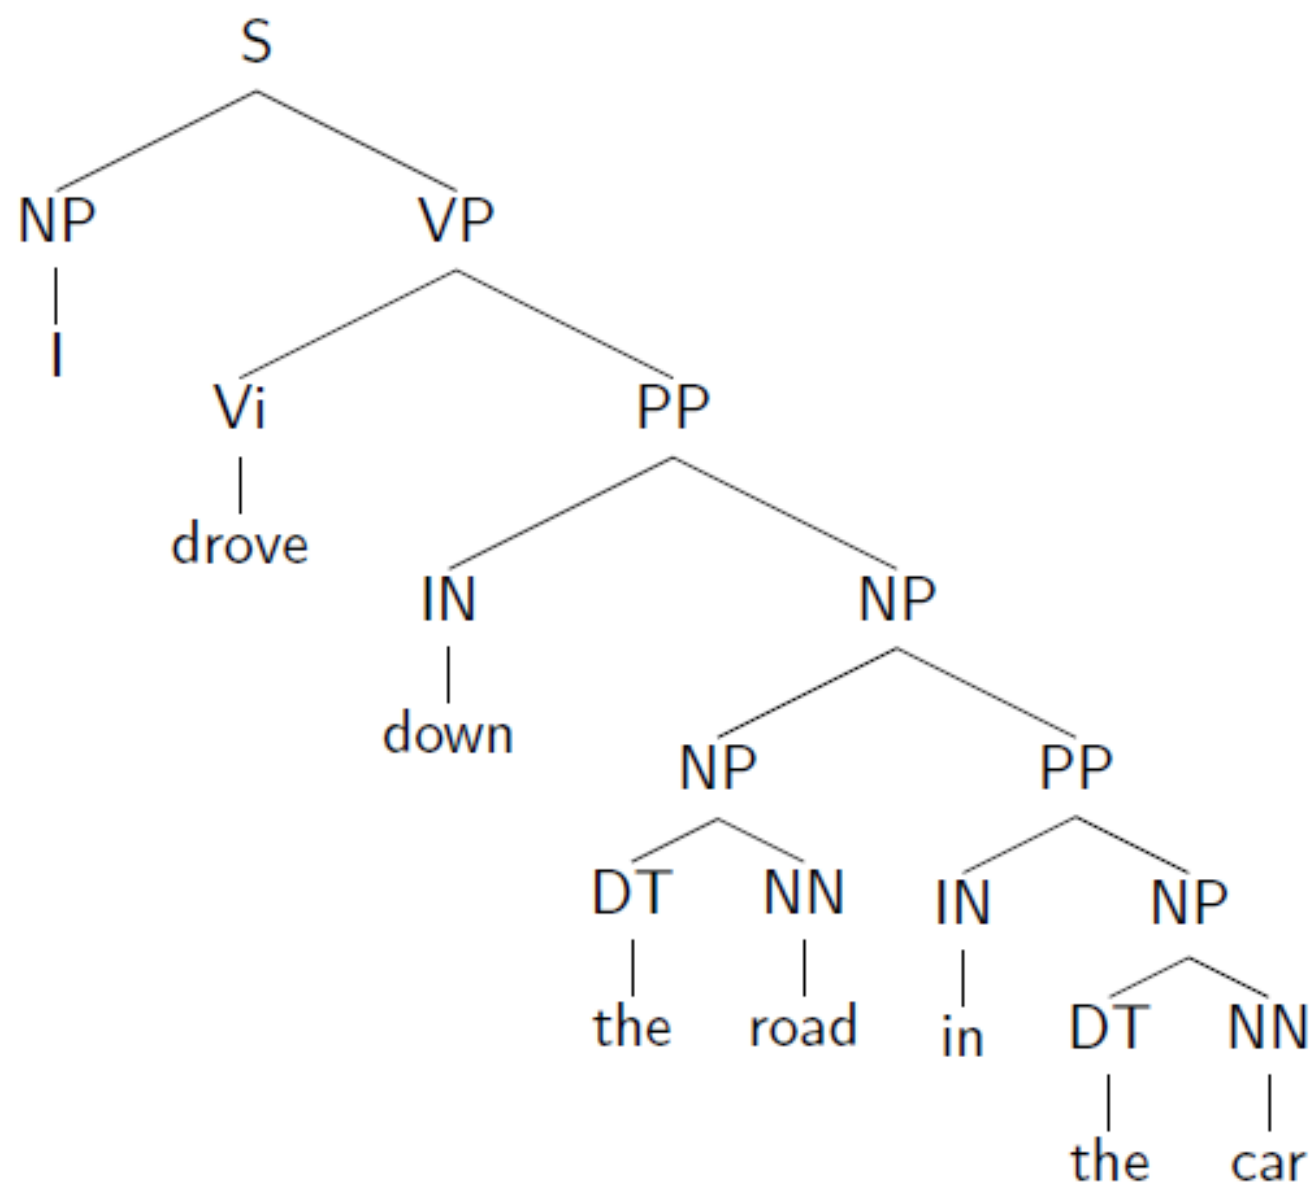 S
NP VP
I
Vi PP
drove
IN NP
down
NP PP
DT NN IN NP
the road in DT NN
the car